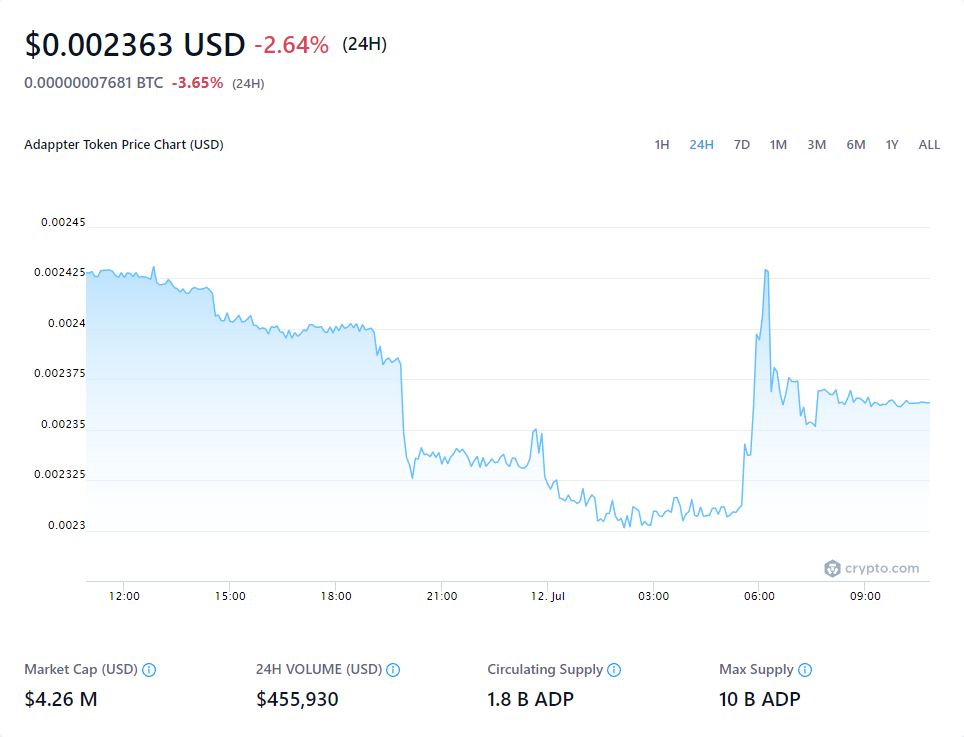 $0.002363 USD -2.64% (24H)
0.00000007681 BTC -3.65% (24H)
Adappter Token Price Chart (USD) 1H 24H 7D 1M 3M 6M 1Y ALL
0.00245
0.002425
0.0024
0.002375
0.00235
0.002325
0.0023
crypto.com
12:00 15:00 18:00 21:00 12. Jul 03:00 06:00 09:00
Market Cap (USD) 24H VOLUME (USD) Circulating Supply Max Supply
$4.26 M $455,930 1.8 B ADP 10 B ADP